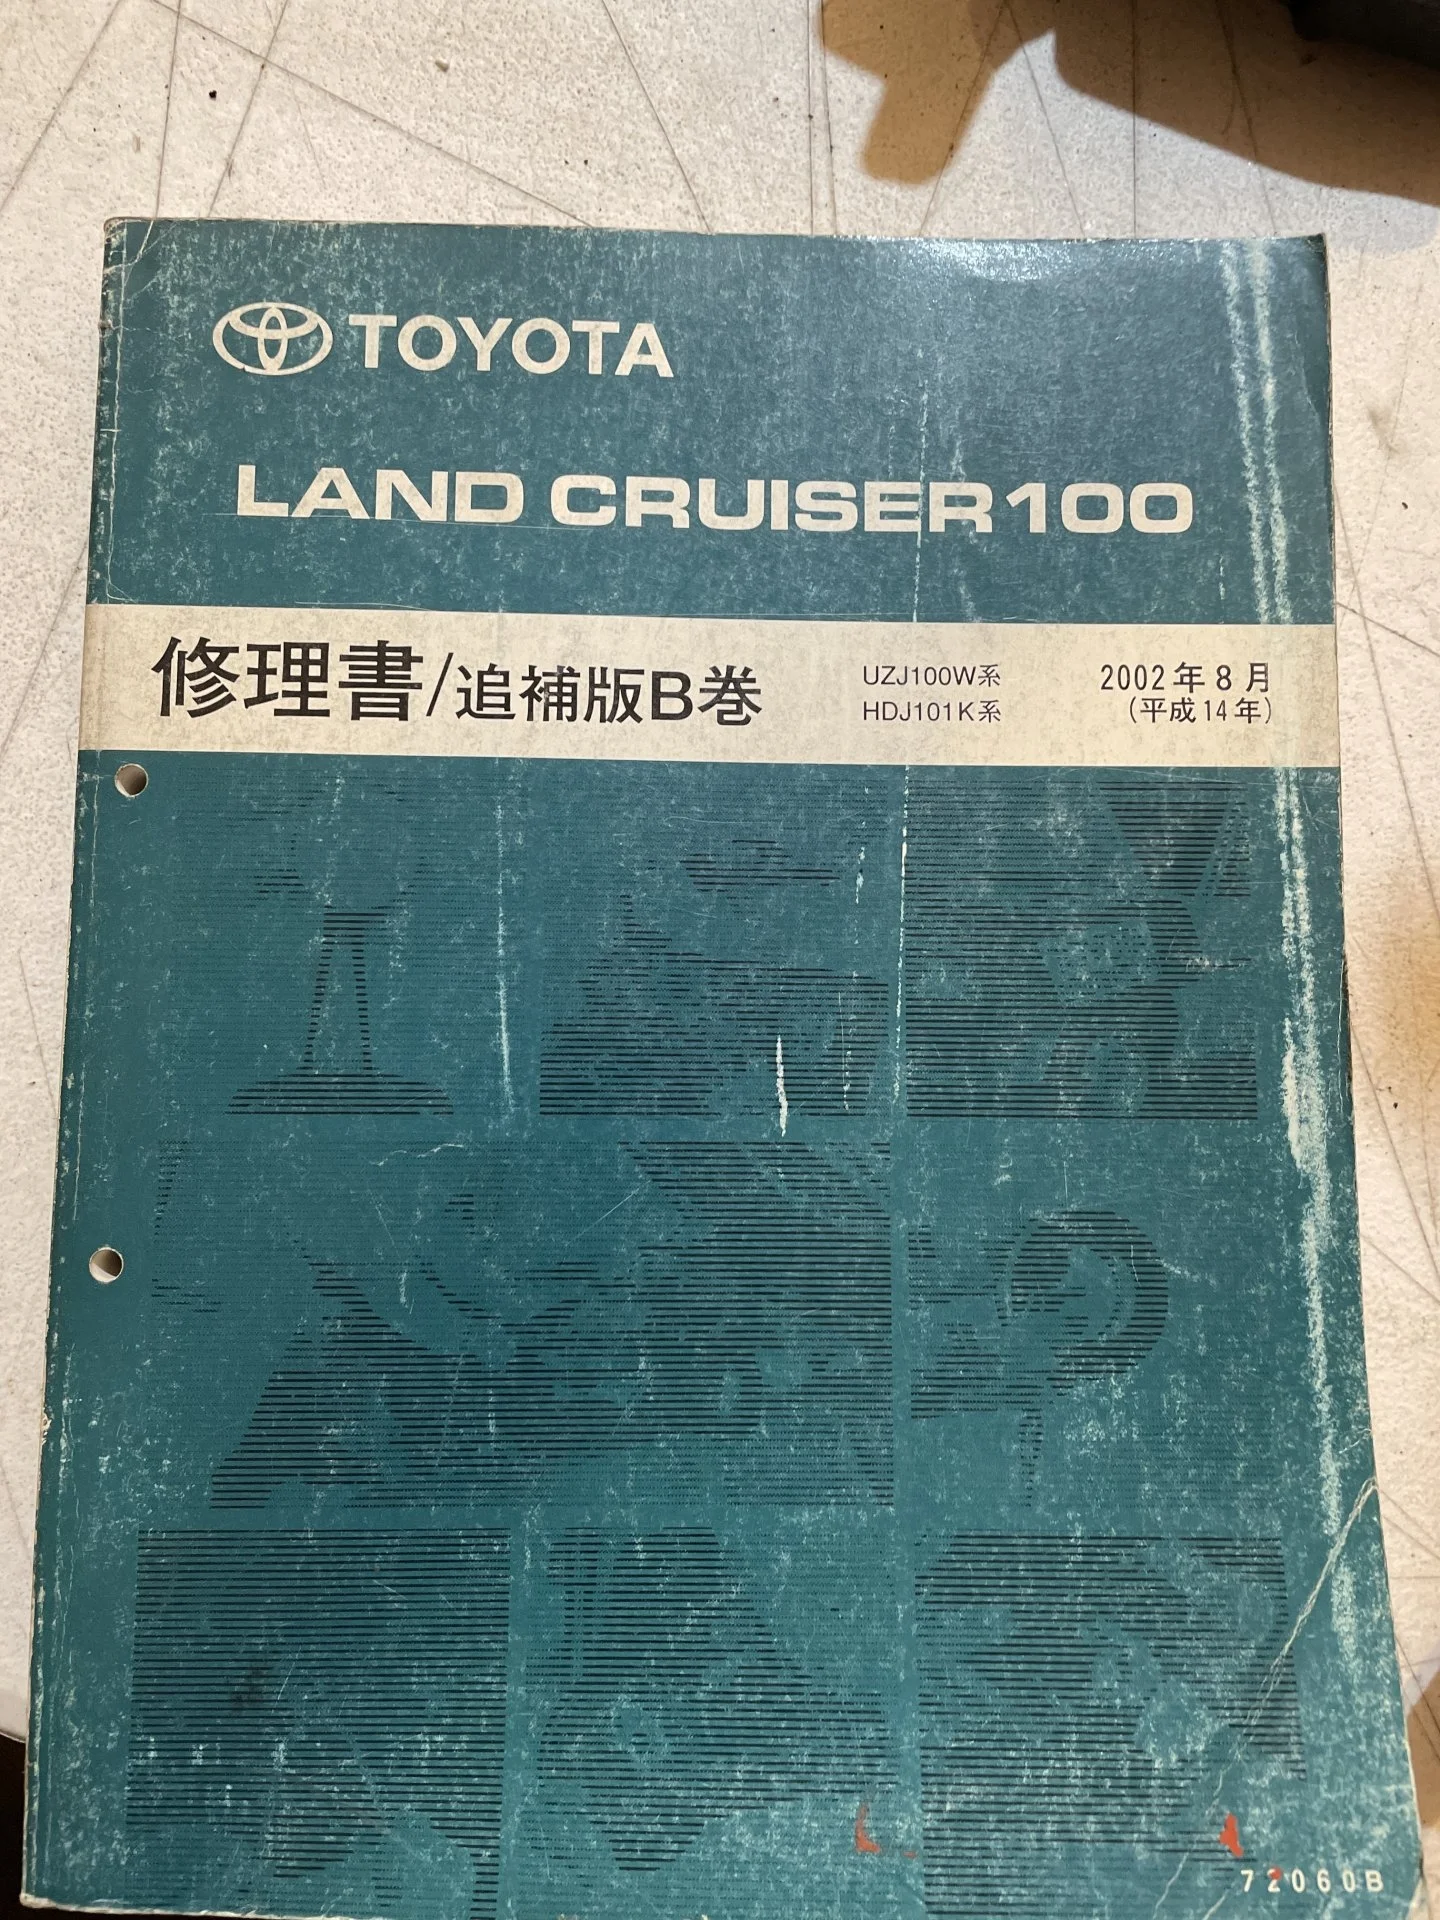 TOYOTA
LAND CRUISER100
修理書/追補版B巻
UZJ100W系
HDJ101K系
2002年8月
(平成14年)
72060B